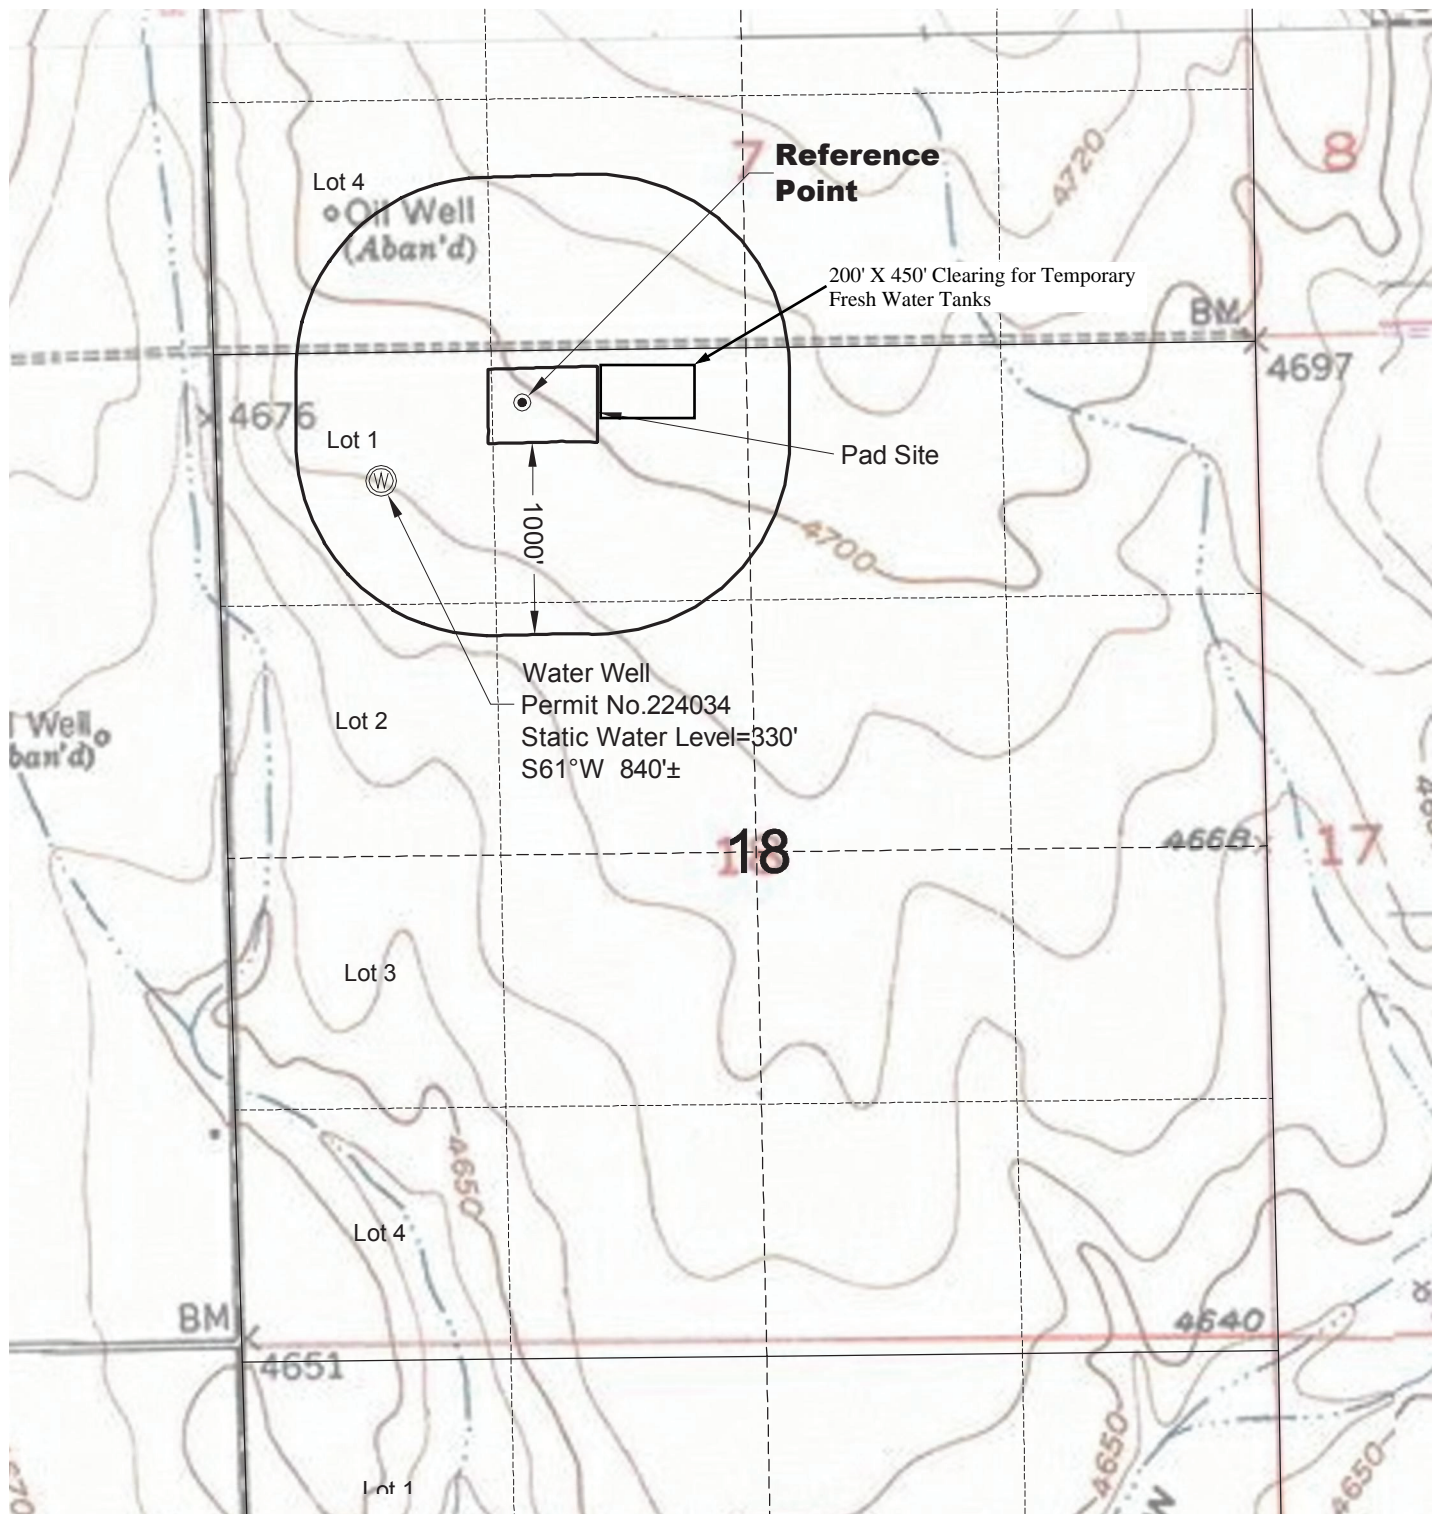 7
Reference
Point
8
4720
Lot 4
Oil Well
(Aban'd)
200' X 450' Clearing for Temporary
Fresh Water Tanks
BM
4697
4676
Lot 1
W
Pad Site
1000'
4700
Water Well
Permit No.224034
Static Water Level=330'
S61°W 840'±
Lot 2
Well
ban'd)
18
18
4668
17
Lot 3
4650
Lot 4
BM
4651
4640
4650
4650
Lot 1
N